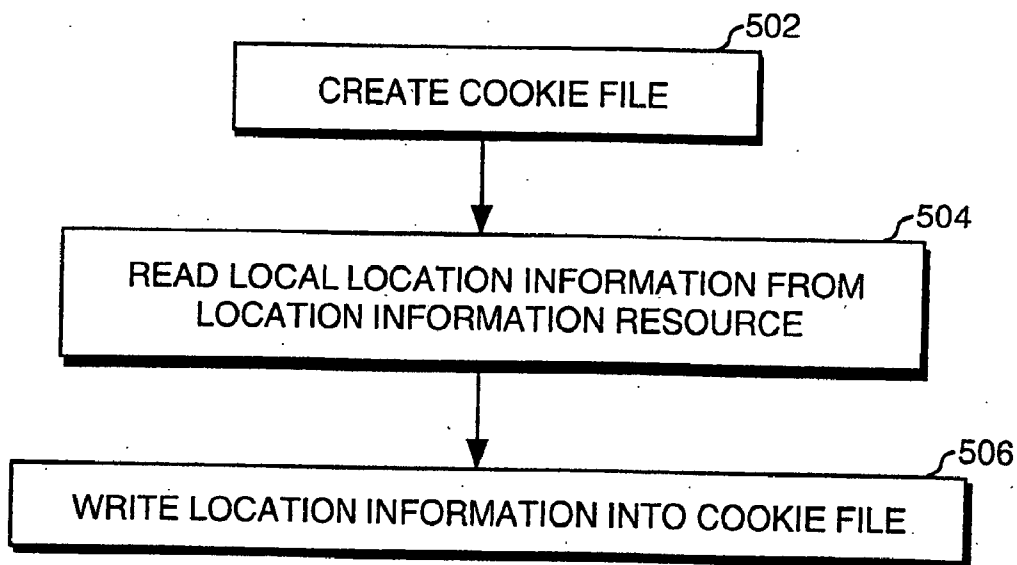 502
CREATE COOKIE FILE
504
READ LOCAL LOCATION INFORMATION FROM
LOCATION INFORMATION RESOURCE
506
WRITE LOCATION INFORMATION INTO COOKIE FILE